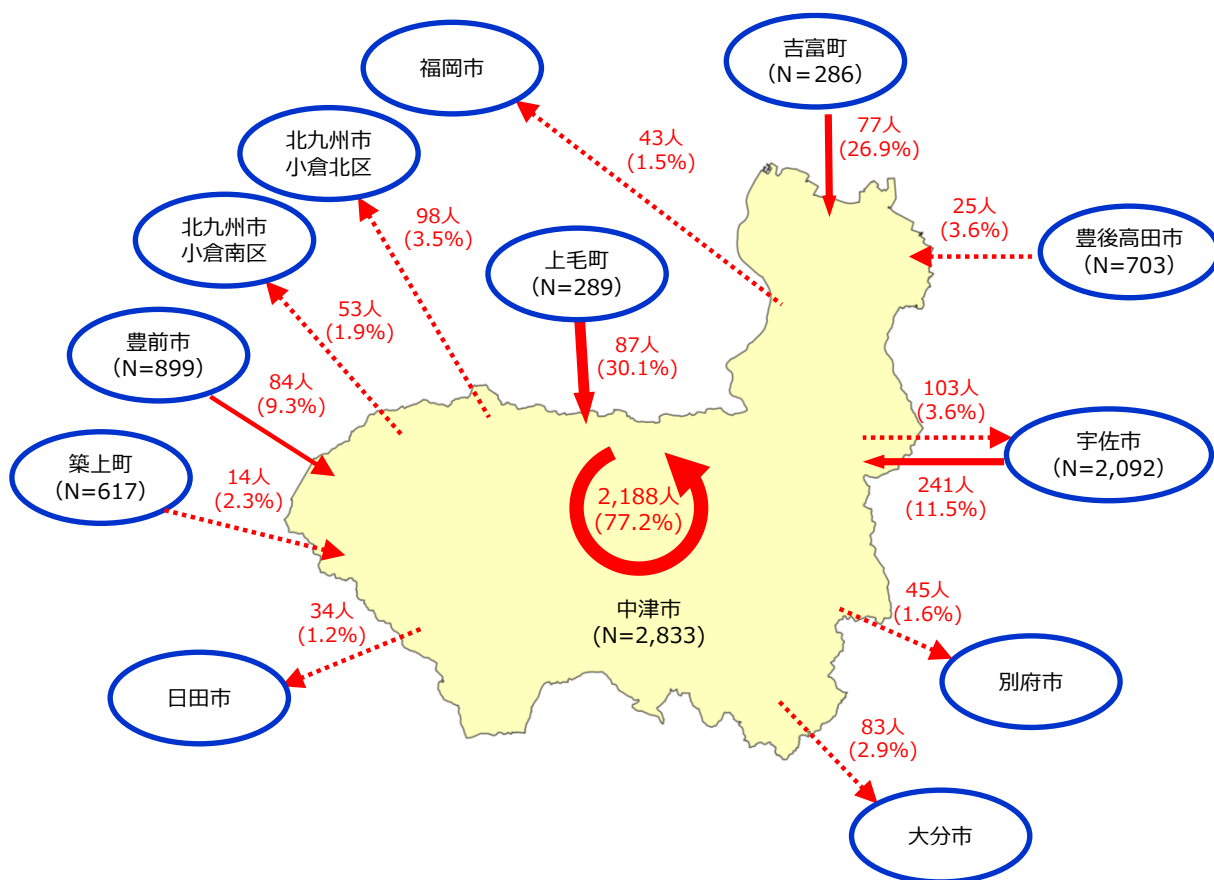 福岡市
吉富町
(N=286)
北九州市
小倉北区
43人
(1.5%)
77人
(26.9%)
北九州市
小倉南区
98人
(3.5%)
上毛町
(N=289)
25人
(3.6%)
豊後高田市
(N=703)
豊前市
(N=899)
53人
(1.9%)
87人
(30.1%)
84人
(9.3%)
103人
(3.6%)
築上町
(N=617)
14人
(2.3%)
2,188人
(77.2%)
宇佐市
(N=2,092)
241人
(11.5%)
34人
(1.2%)
中津市
(N=2,833)
45人
(1.6%)
日田市
別府市
83人
(2.9%)
大分市